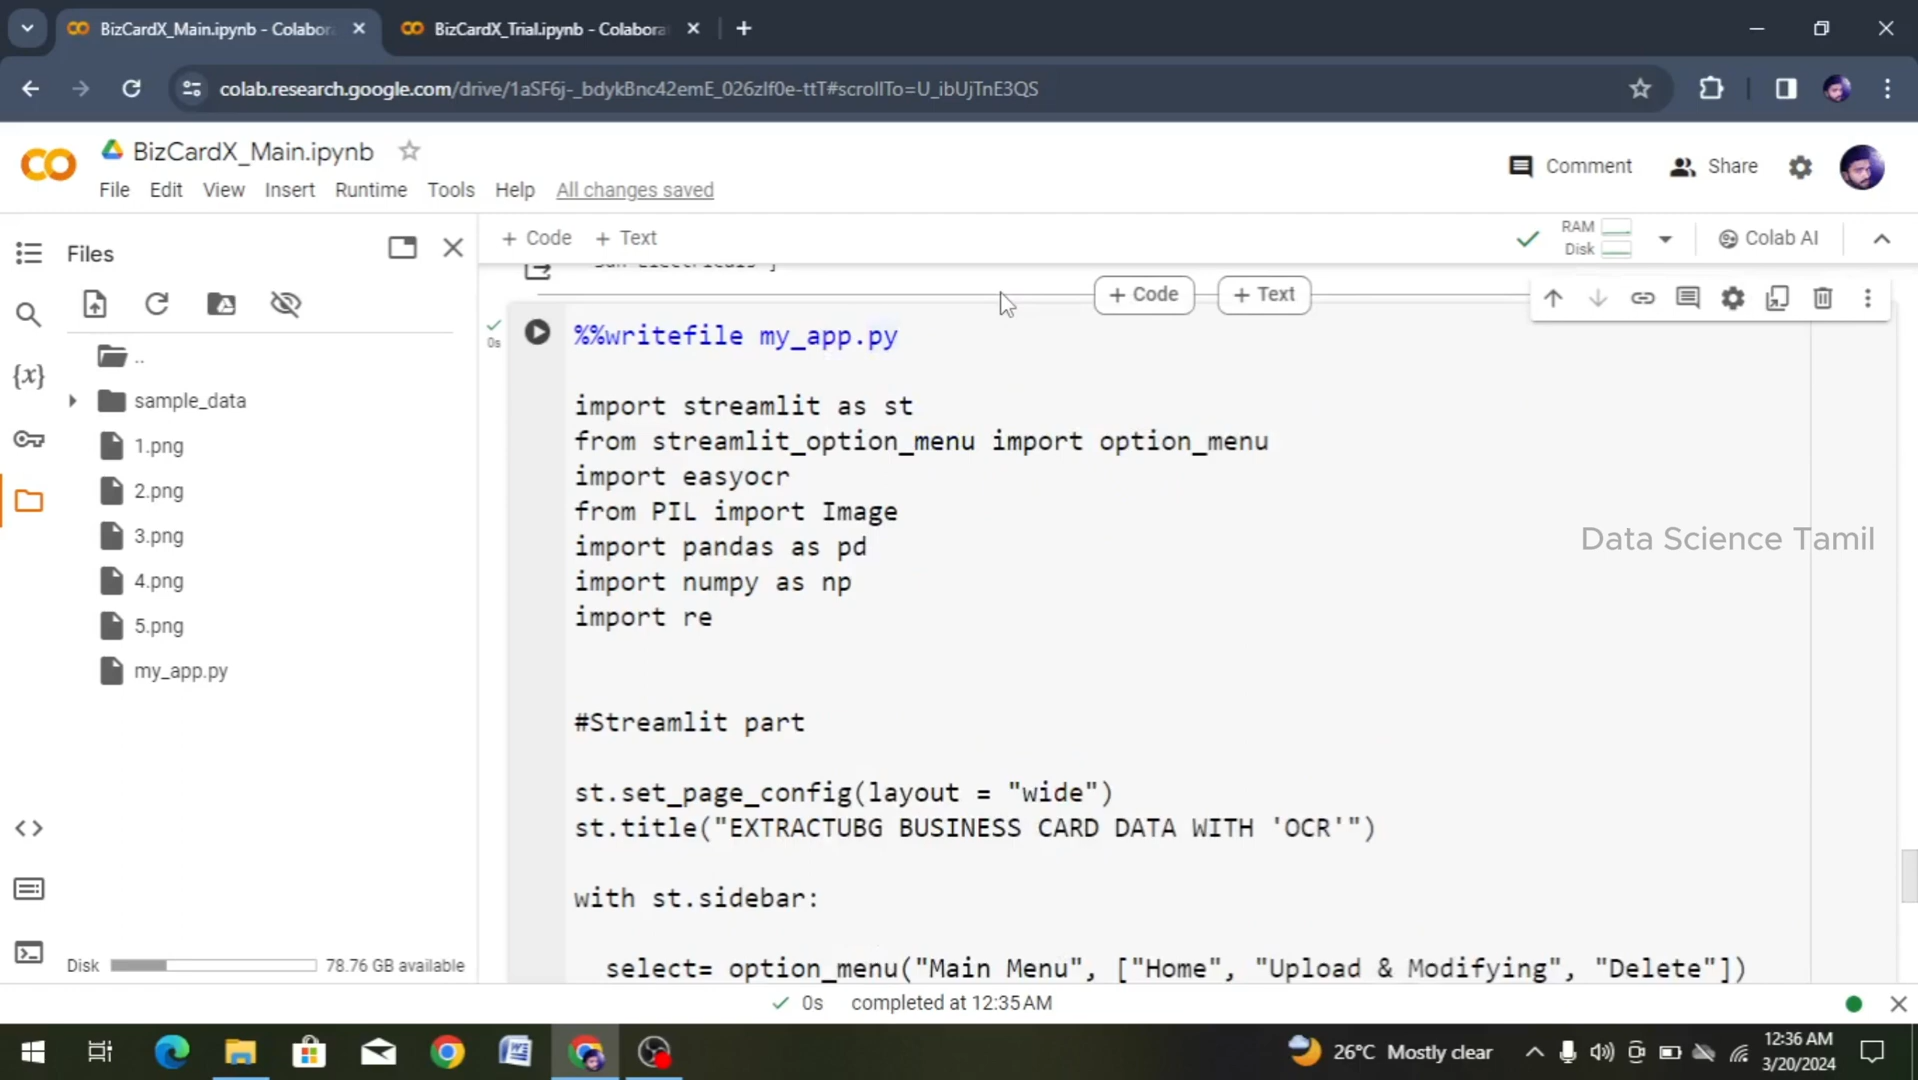 BizCardX_Main.ipynb - Colabor
BizCardX_Trial.ipynb - Colabora
colab.research.google.com/drive/1aSF6j-_bdykBnc42emE_026zIf0e-ttT#scrollTo=U_ibUjTnE3QS
BizCardX_Main.ipynb
File Edit View Insert Runtime Tools Help All changes saved
Comment
Share
Files
+ Code + Text
RAM
Disk
Colab AI
+ Code
+ Text
..
sample_data
1.png
2.png
3.png
4.png
5.png
my_app.py
Disk
78.76 GB available
0s
%%writefile my_app.py
import streamlit as st
from streamlit_option_menu import option_menu
import easyocr
from PIL import Image
import pandas as pd
import numpy as np
import re
#Streamlit part
st.set_page_config(layout = "wide")
st.title("EXTRACTUBG BUSINESS CARD DATA WITH 'OCR'")
with st.sidebar:
select= option_menu("Main Menu", ["Home", "Upload & Modifying", "Delete"])
Data Science Tamil
0s completed at 12:35 AM
26°C Mostly clear
12:36 AM
3/20/2024